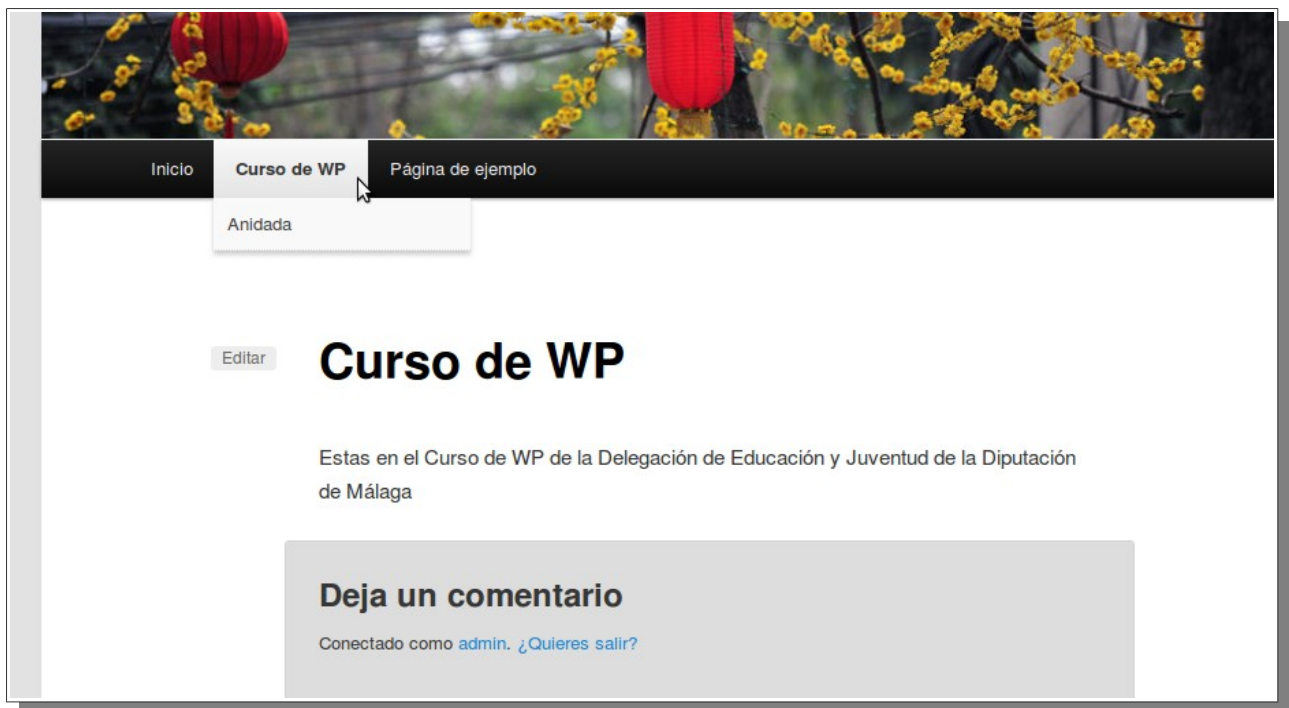 Inicio Curso de WP Página de ejemplo
Anidada
Editar Curso de WP
Estas en el Curso de WP de la Delegación de Educación y Juventud de la Diputación
de Málaga
Deja un comentario
Conectado como admin. ¿Quieres salir?